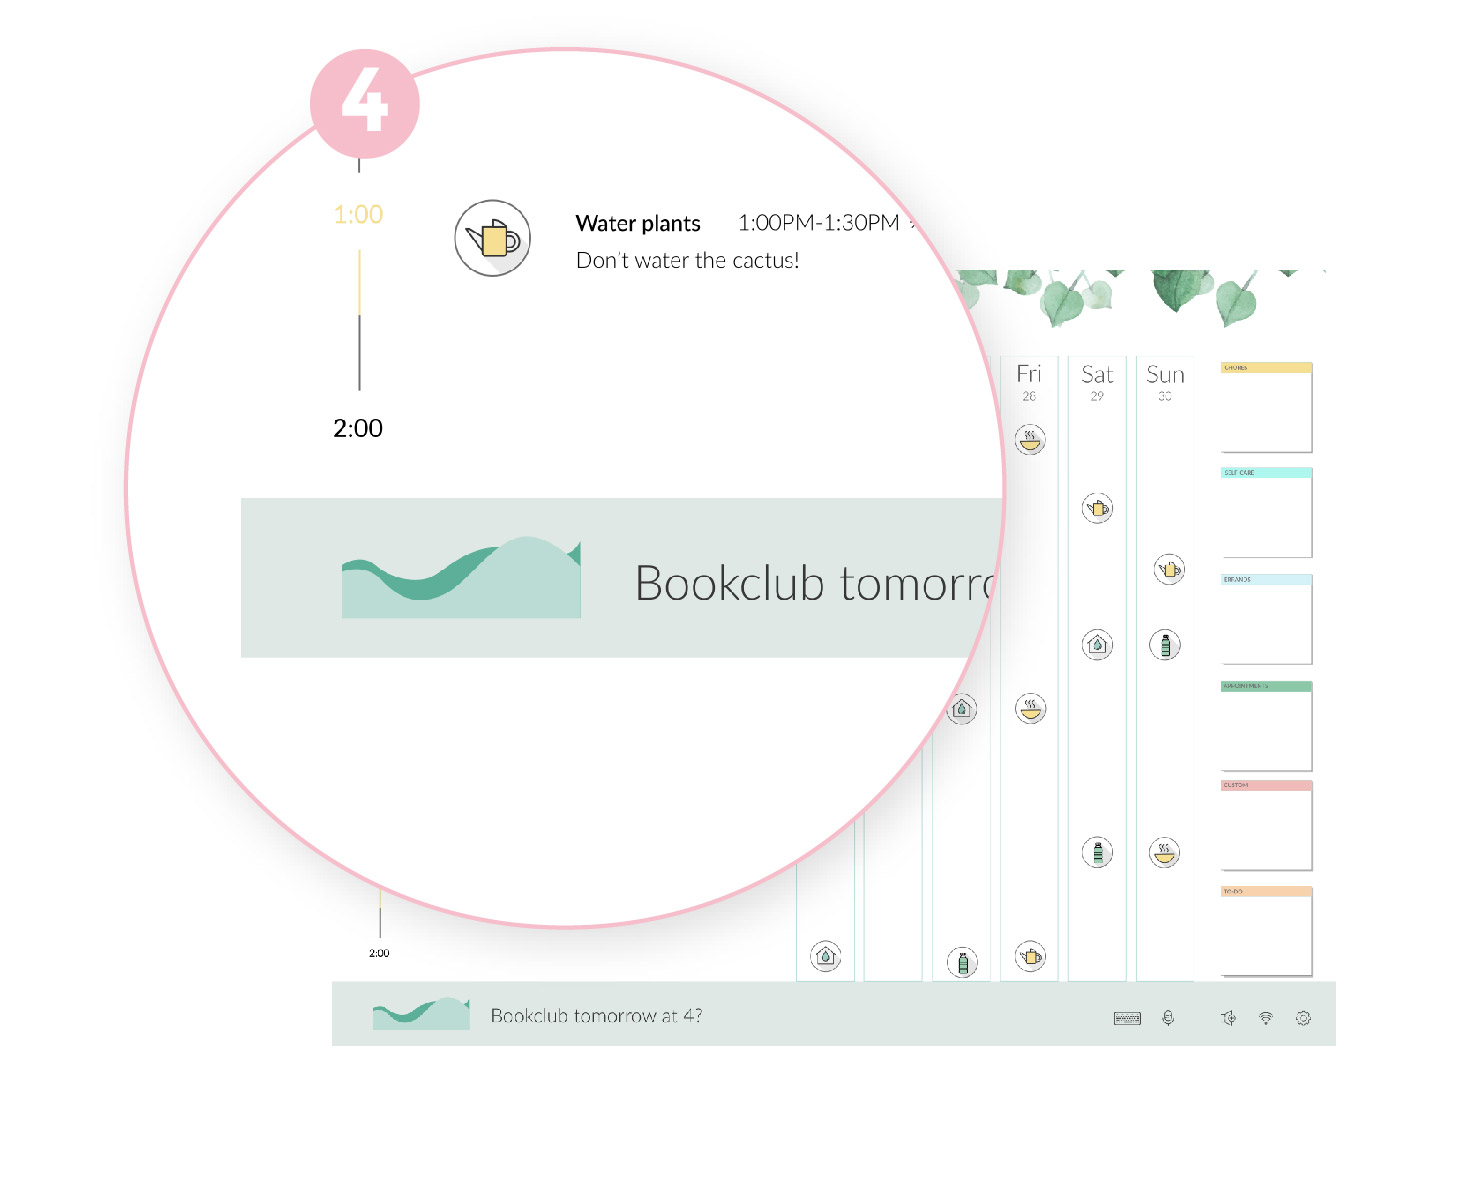 4
1:00
Water plants 1:00PM-1:30PM
Don't water the cactus!
2:00
Bookclub
Fri
28
Sat
29
Sun
30
CHORES
SELF CARE
ERRANDS
APPOINTMENTS
CUSTOM
TO-DO
2:00
Bookclub tomorrow at 4?